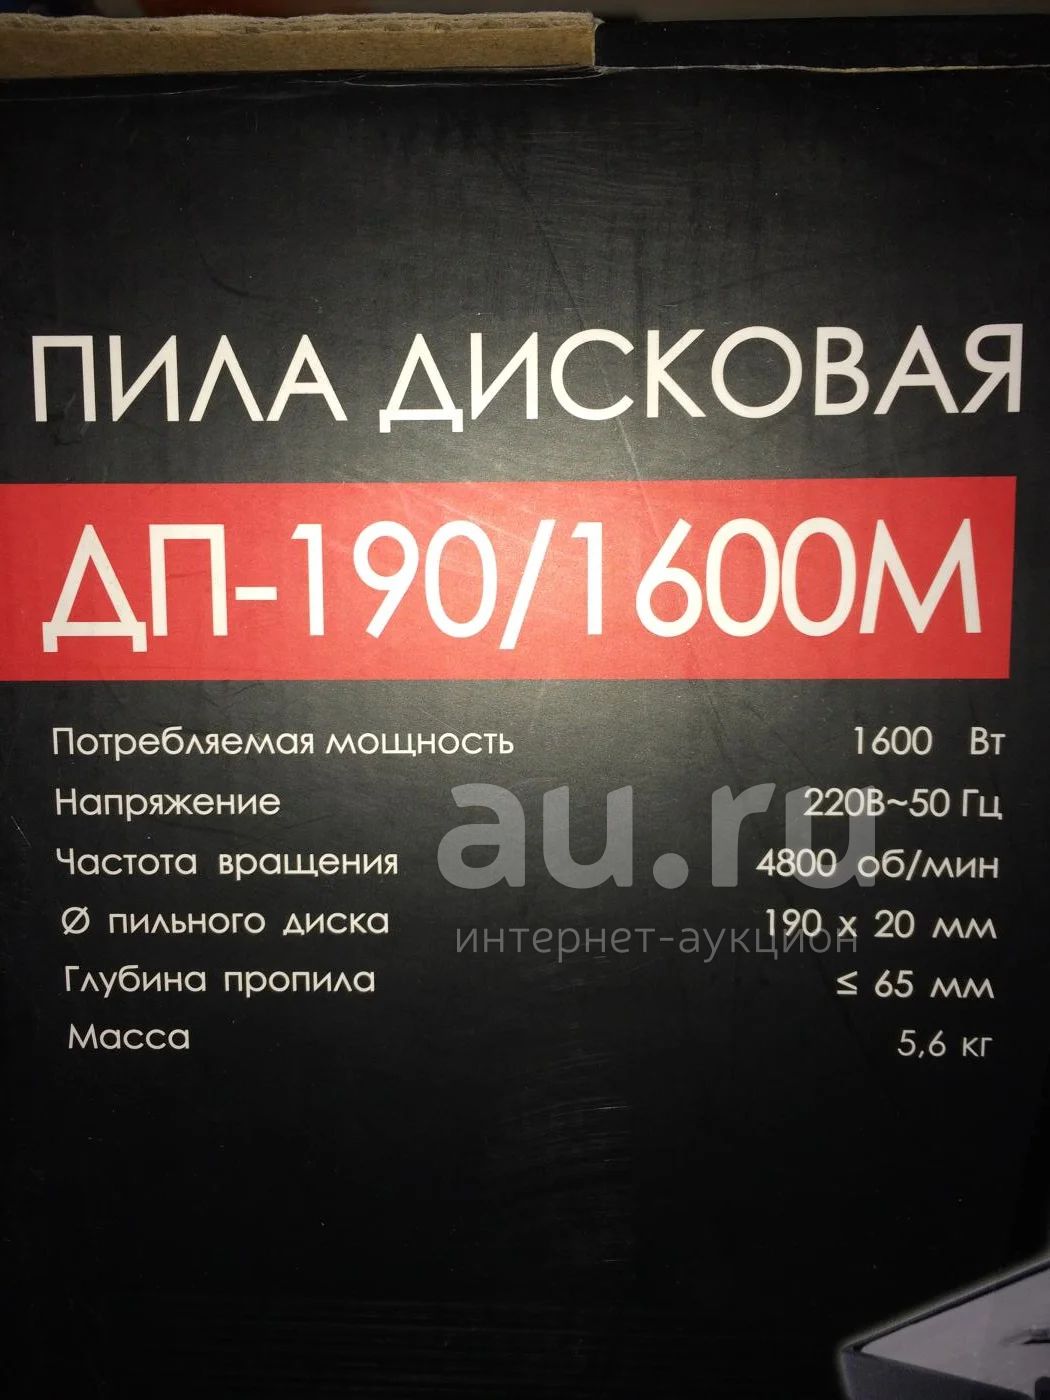 ПИЛА ДИСКОВАЯ
ДП-190/1600М
Потребляемая мощность 1600 Вт
Напряжение 220В~50 Гц
Частота вращения 4800 об/мин
Ø пильного диска 190 х 20 мм
Глубина пропила ≤ 65 мм
Масса 5,6 кг
au.ru
интернет-аукцион